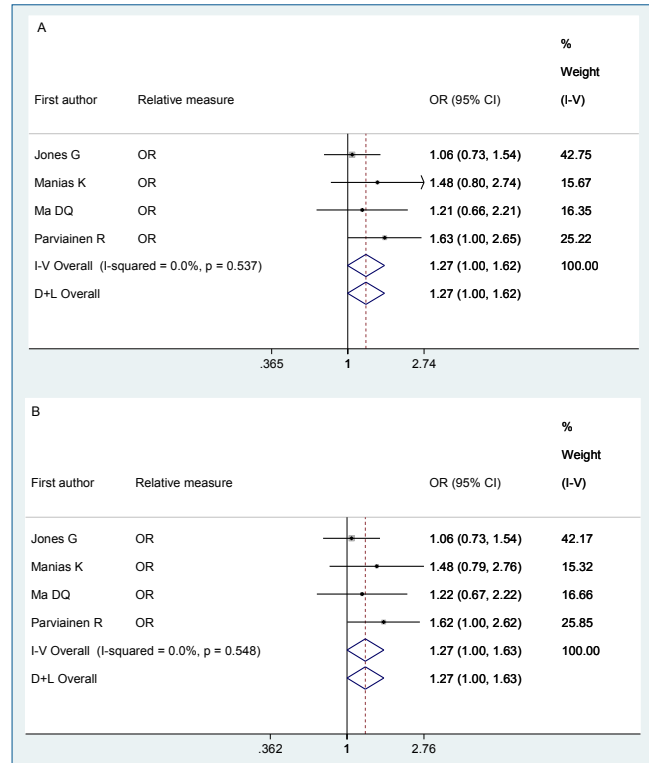 A
%
Weight
First author Relative measure OR (95% CI) (I-V)
Jones G OR 1.06 (0.73, 1.54) 42.75
Manias K OR 1.48 (0.80, 2.74) 15.67
Ma DQ OR 1.21 (0.66, 2.21) 16.35
Parviainen R OR 1.63 (1.00, 2.65) 25.22
I-V Overall (I-squared = 0.0%, p = 0.537) 1.27 (1.00, 1.62) 100.00
D+L Overall 1.27 (1.00, 1.62)
.365 1 2.74
B
%
Weight
First author Relative measure OR (95% CI) (I-V)
Jones G OR 1.06 (0.73, 1.54) 42.17
Manias K OR 1.48 (0.79, 2.76) 15.32
Ma DQ OR 1.22 (0.67, 2.22) 16.66
Parviainen R OR 1.62 (1.00, 2.62) 25.85
I-V Overall (I-squared = 0.0%, p = 0.548) 1.27 (1.00, 1.63) 100.00
D+L Overall 1.27 (1.00, 1.63)
.362 1 2.76